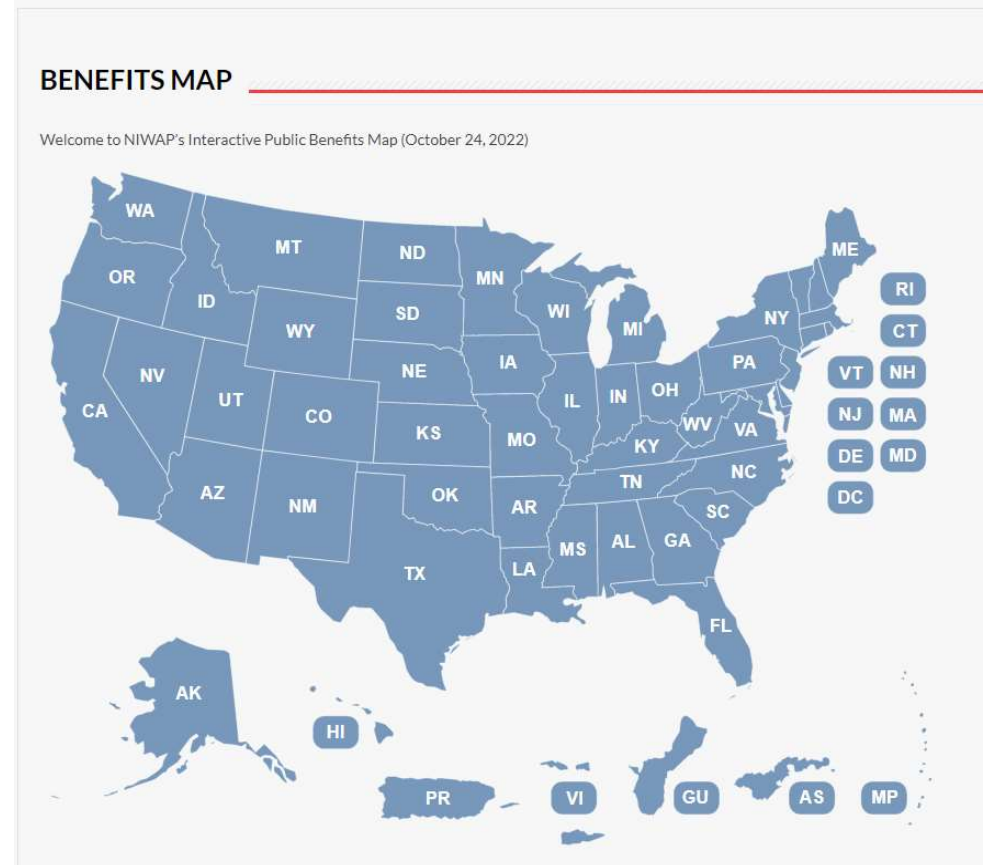 BENEFITS MAP
Welcome to NIWAP's Interactive Public Benefits Map (October 24, 2022)
WA
MT
ND
MN
ME
OR
ID
SD
WI
MI
NY
RI
WY
CT
NV
UT
NE
IA
PA
VT
NH
CA
CO
KS
MO
IL
IN
OH
WV
VA
KY
NJ
MA
DE
MD
AZ
NM
OK
AR
TN
NC
DC
SC
TX
LA
MS
AL
GA
FL
AK
HI
PR
VI
GU
AS
MP